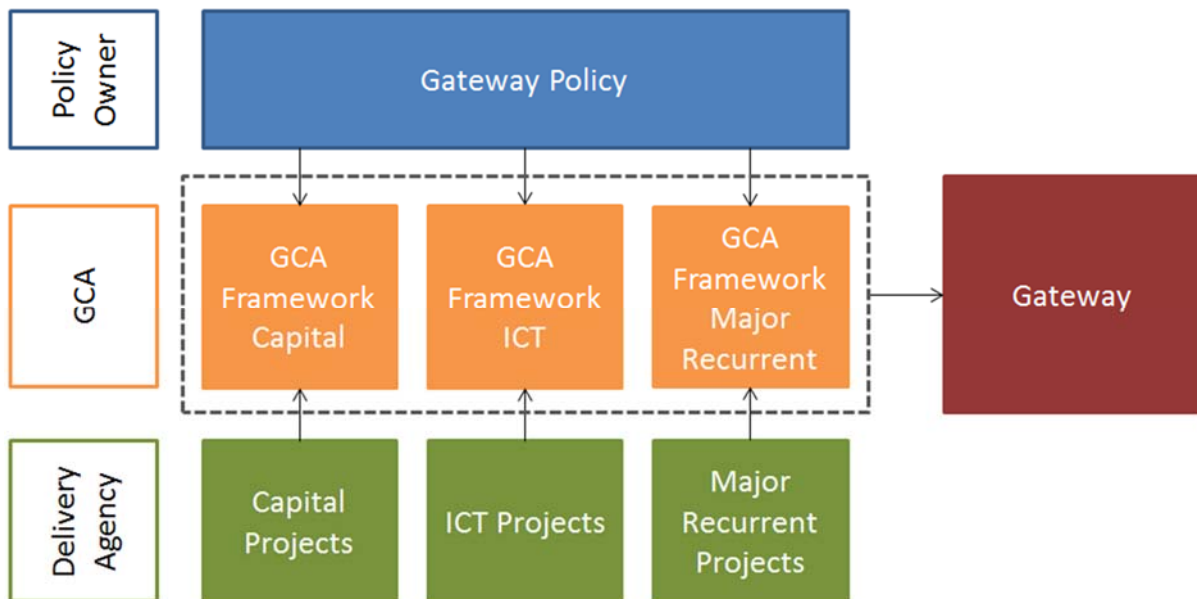 Policy
Owner
Gateway Policy
GCA
GCA
Framework
Capital
GCA
Framework
ICT
GCA
Framework
Major
Recurrent
Gateway
Delivery
Agency
Capital
Projects
ICT Projects
Major
Recurrent
Projects